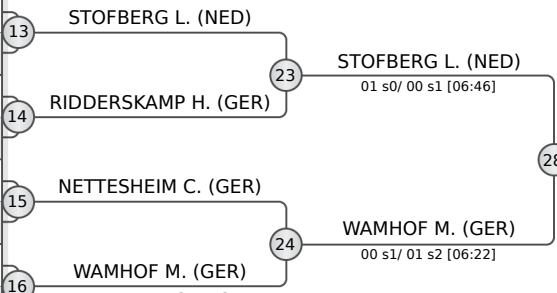 STOFBERG L. (NED)
13
STOFBERG L. (NED)
23
01 s0/ 00 s1 [06:46]
RIDDERSKAMP H. (GER)
14
28
NETTESHEIM C. (GER)
15
WAMHOF M. (GER)
24
00 s1/ 01 s2 [06:22]
WAMHOF M. (GER)
16